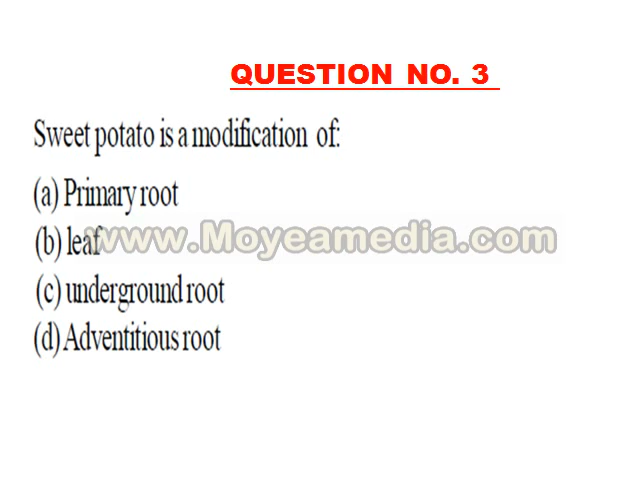 QUESTION NO. 3
Sweet potato is a modification of:
(a) Primary root
(b) leaf
www.Moyeamedia.com
(c) underground root
(d) Adventitious root